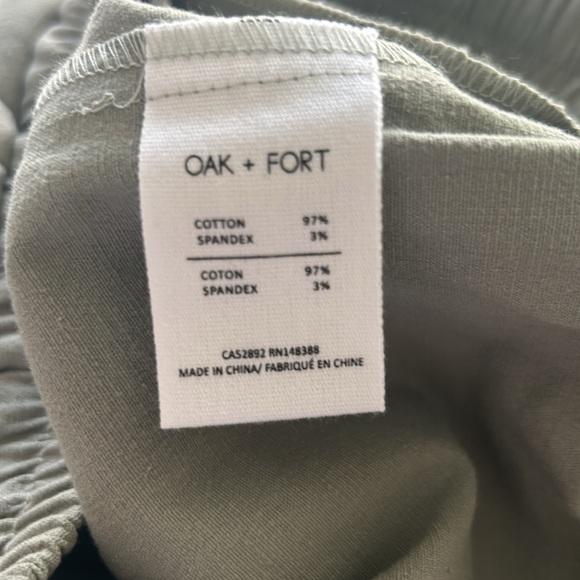 OAK + FORT
COTTON 97%
SPANDEX 3%
COTON 97%
SPANDEX 3%
CA52892 RN148388
MADE IN CHINA/ FABRIQUÉ EN CHINE